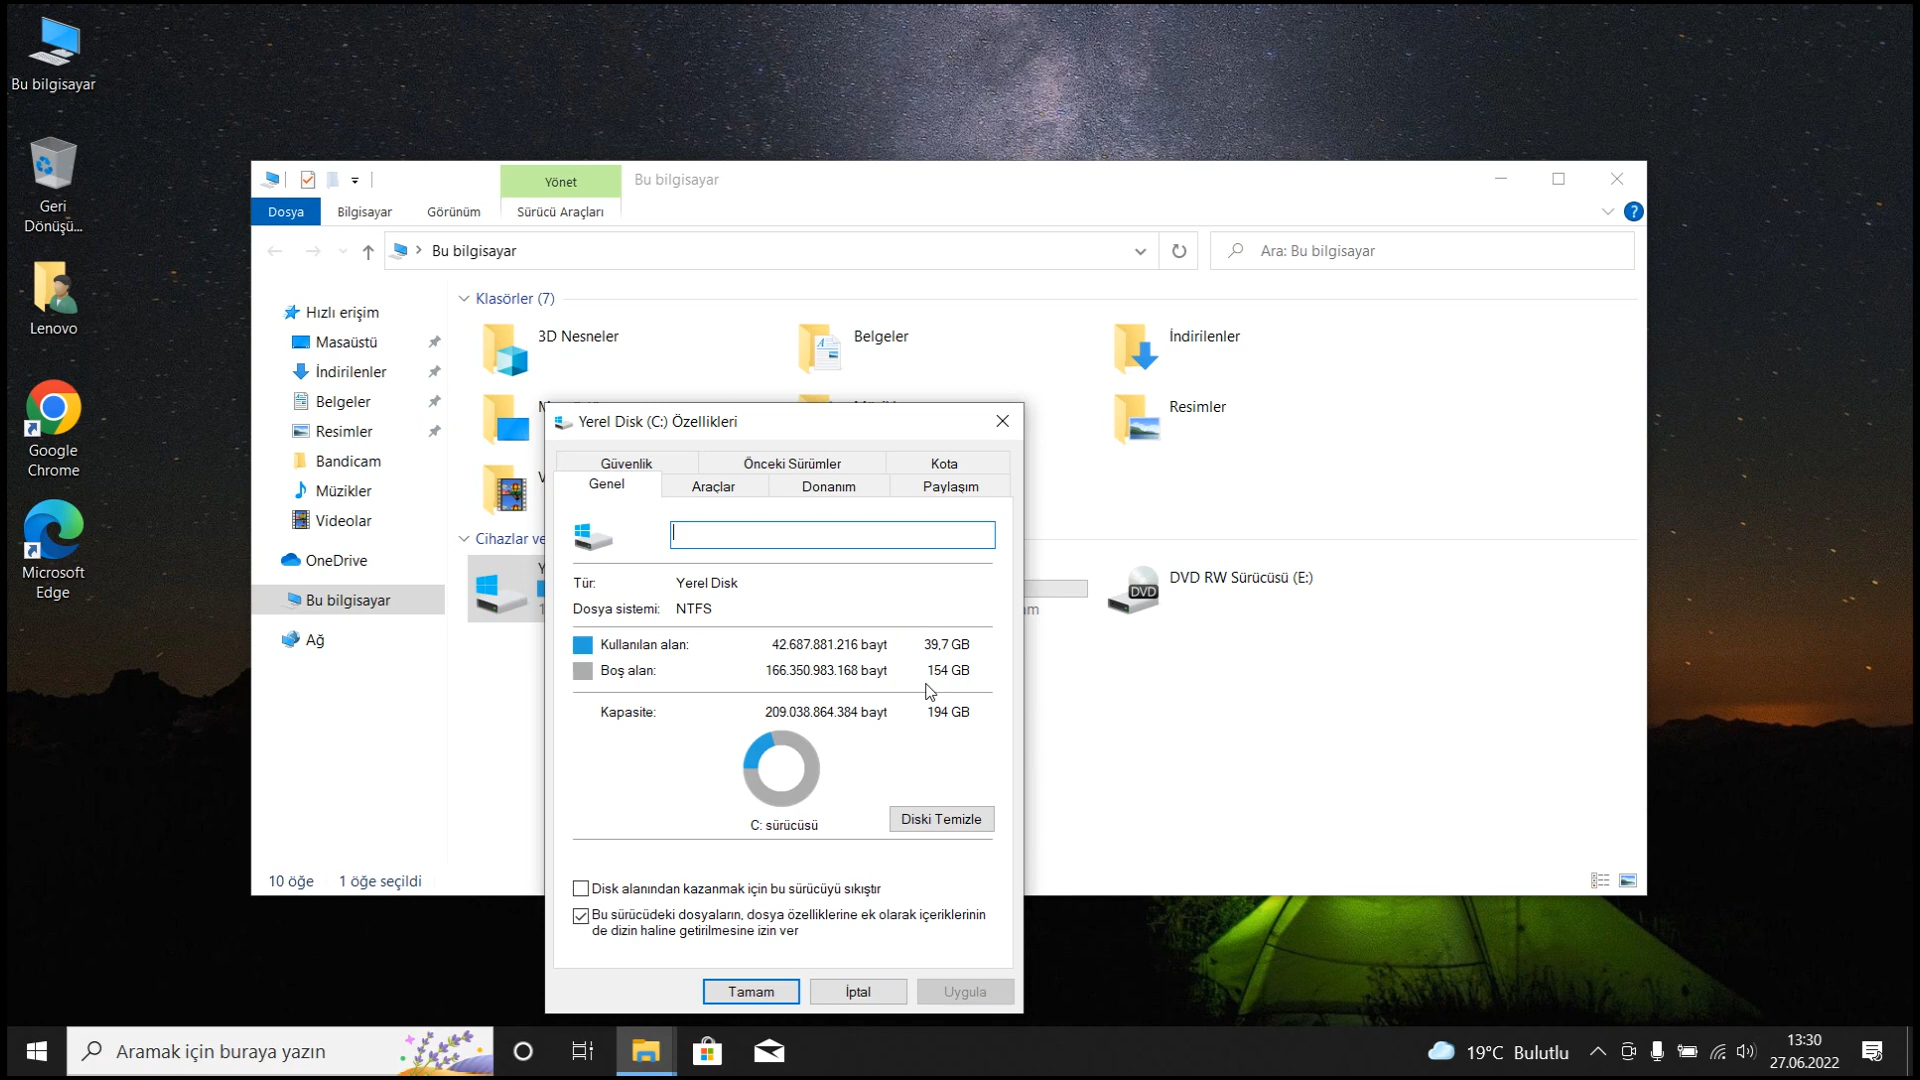 Bu bilgisayar
Geri
Dönüşü...
Lenovo
Google
Chrome
Microsoft
Edge
Yönet
Bu bilgisayar
Dosya
Bilgisayar
Görünüm
Sürücü Araçları
?
Bu bilgisayar
Ara: Bu bilgisayar
Hızlı erişim
Masaüstü
İndirilenler
Belgeler
Resimler
Bandicam
Müzikler
Videolar
OneDrive
Bu bilgisayar
Ağ
Klasörler (7)
3D Nesneler
Belgeler
İndirilenler
Resimler
Cihazlar ve
DVD
DVD RW Sürücüsü (E:)
10 öğe
1 öğe seçildi
Yerel Disk (C:) Özellikleri
Güvenlik
Önceki Sürümler
Kota
Genel
Araçlar
Donanım
Paylaşım
Tür: Yerel Disk
Dosya sistemi: NTFS
Kullanılan alan: 42.687.881.216 bayt 39,7 GB
Boş alan: 166.350.983.168 bayt 154 GB
Kapasite: 209.038.864.384 bayt 194 GB
C: sürücüsü
Diski Temizle
Disk alanından kazanmak için bu sürücüyü sıkıştır
Bu sürücüdeki dosyaların, dosya özelliklerine ek olarak içeriklerinin
de dizin haline getirilmesine izin ver
Tamam
İptal
Uygula
Aramak için buraya yazın
19°C Bulutlu
13:30
27.06.2022